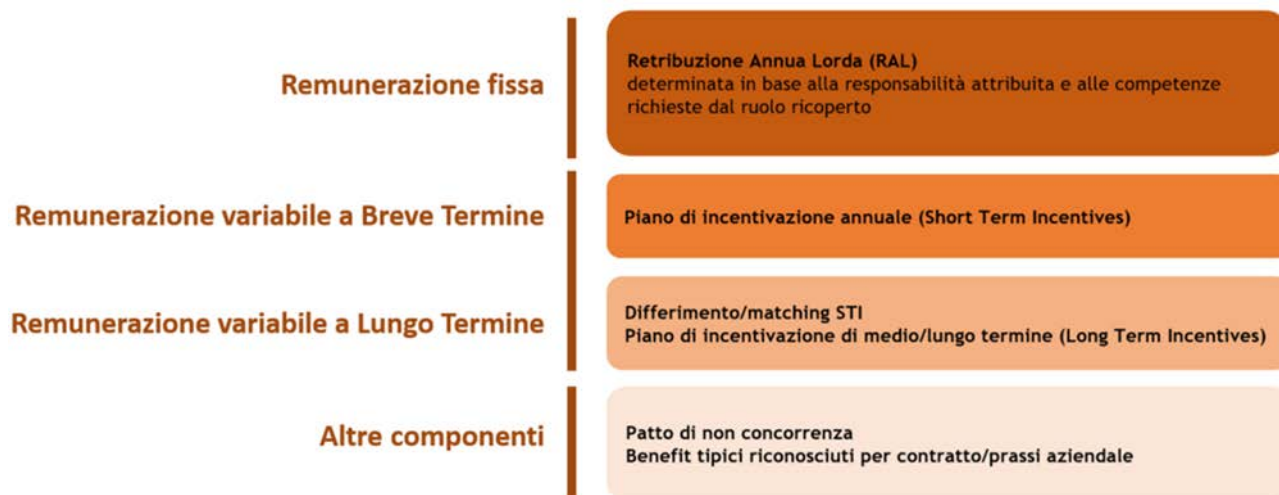 Remunerazione fissa
Retribuzione Annua Lorda (RAL)
determinata in base alla responsabilità attribuita e alle competenze
richieste dal ruolo ricoperto
Remunerazione variabile a Breve Termine
Piano di incentivazione annuale (Short Term Incentives)
Remunerazione variabile a Lungo Termine
Differimento/matching STI
Piano di incentivazione di medio/lungo termine (Long Term Incentives)
Altre componenti
Patto di non concorrenza
Benefit tipici riconosciuti per contratto/prassi aziendale